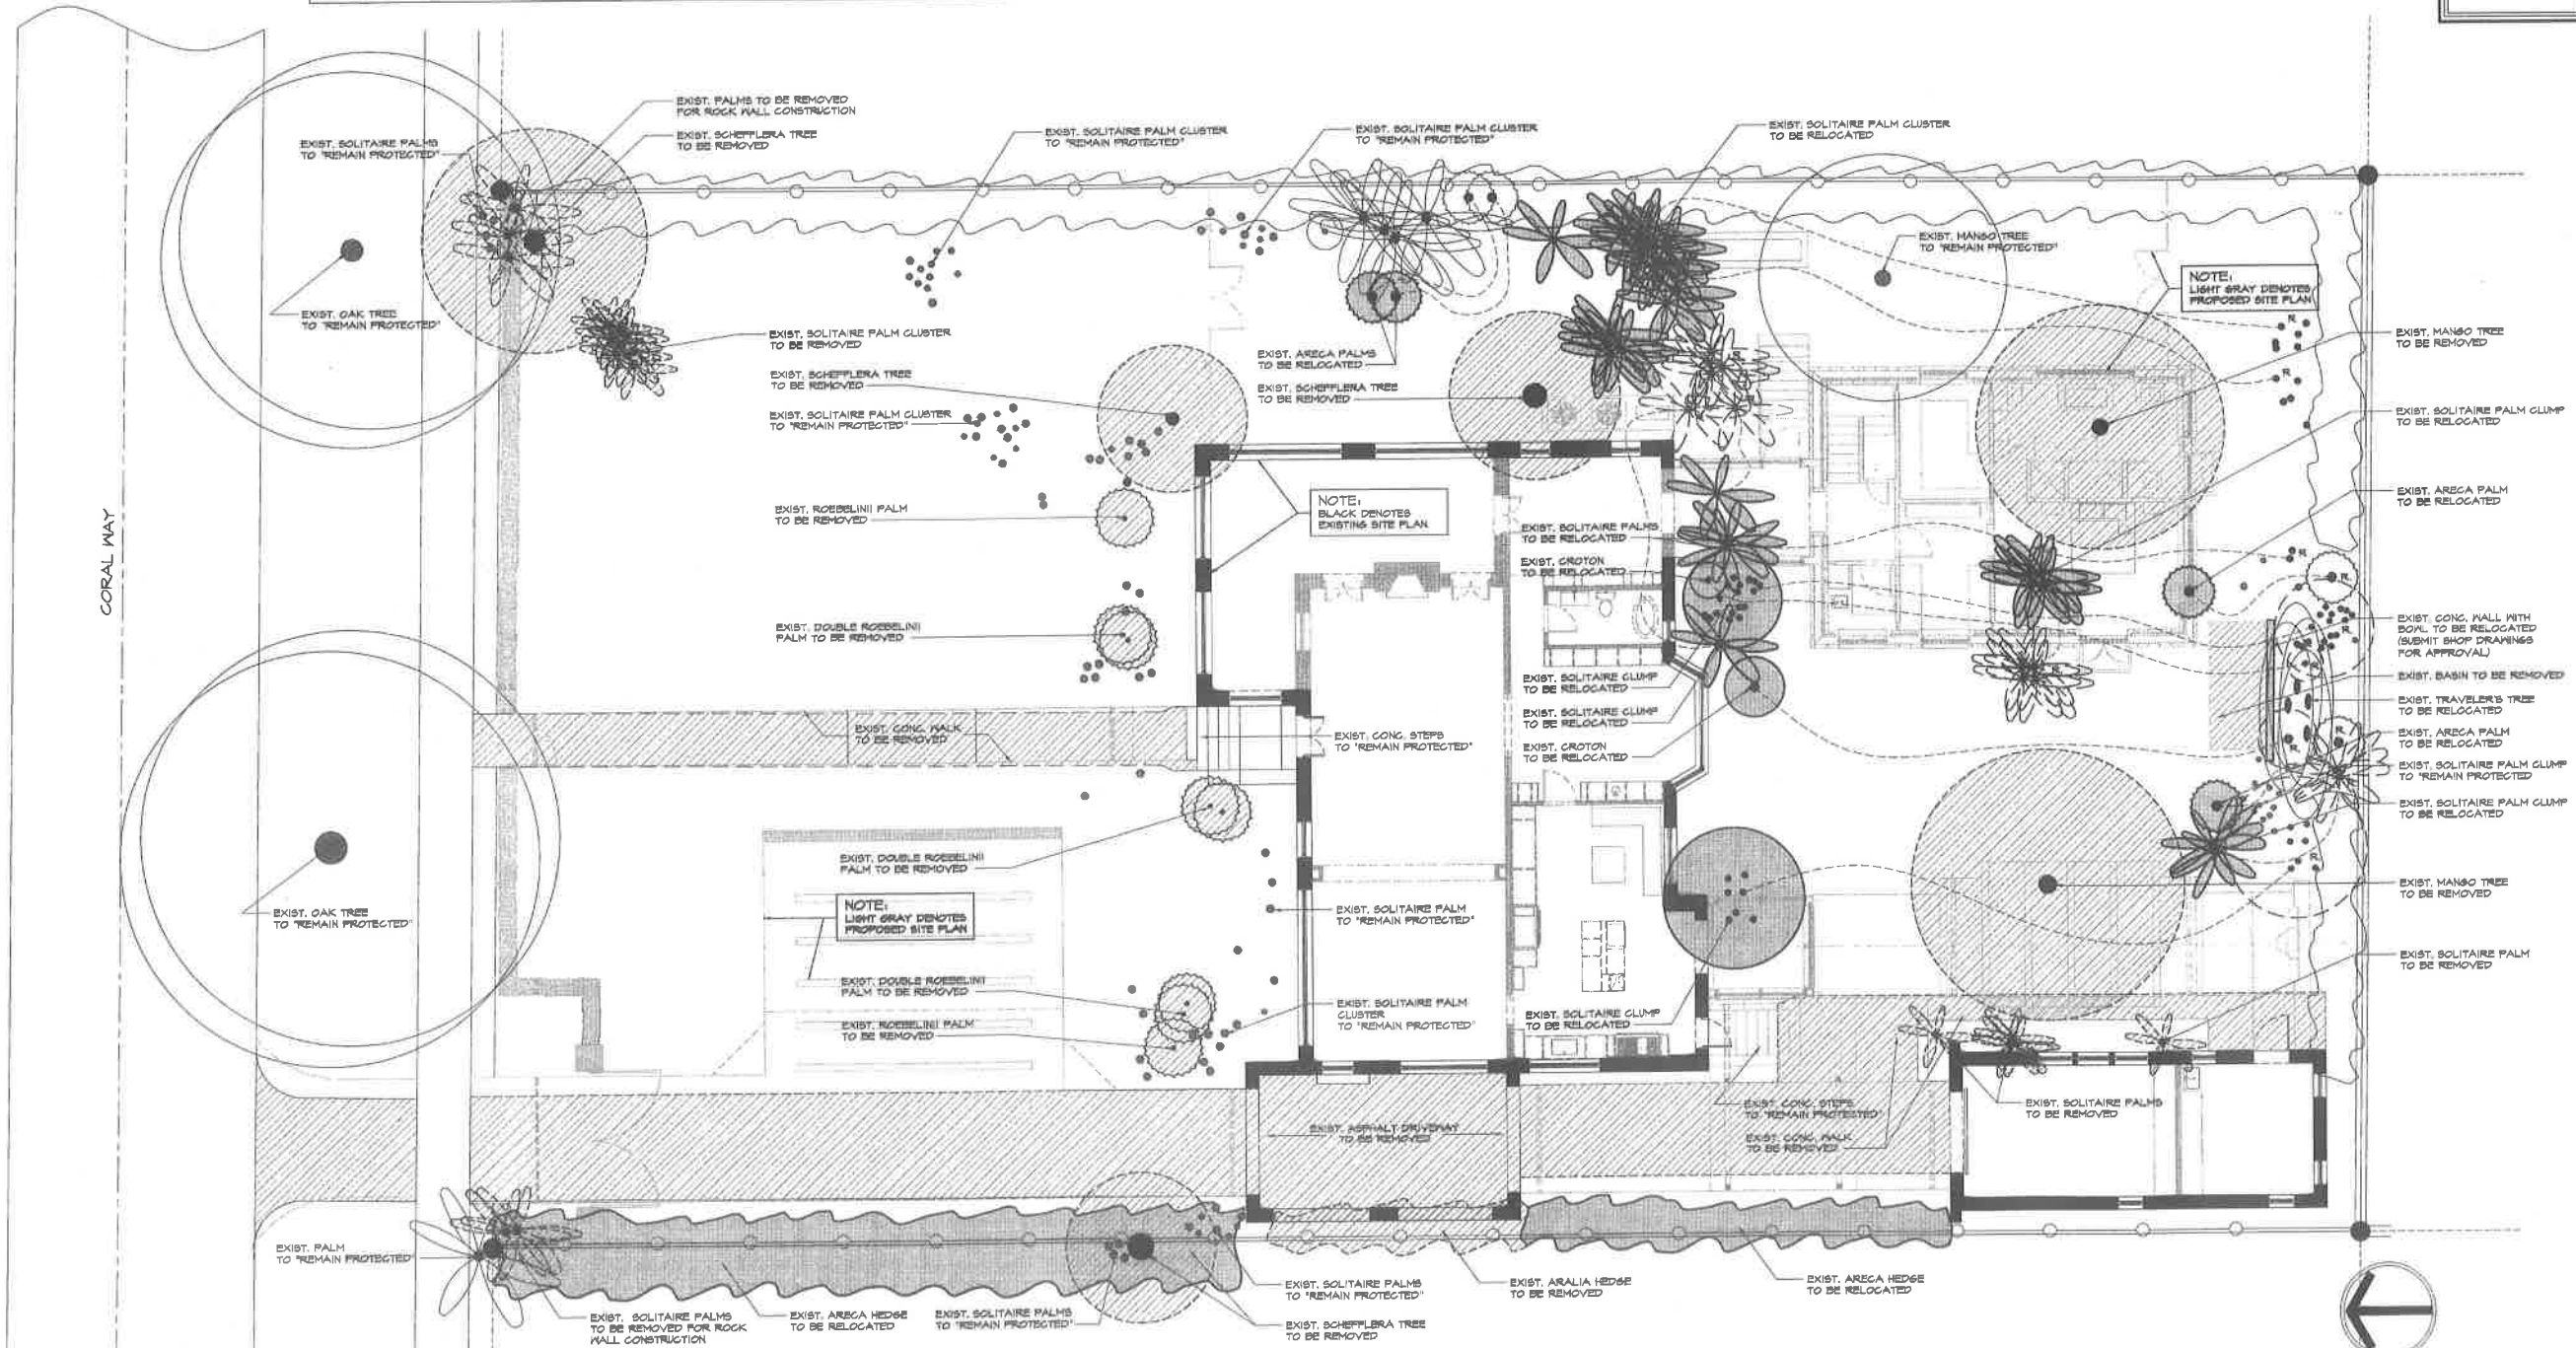 EXIST. PALMS TO BE REMOVED
FOR ROCK WALL CONSTRUCTION
EXIST. SCHEFFLERA TREE
TO BE REMOVED
EXIST. SOLITAIRE PALMS
TO "REMAIN PROTECTED"
EXIST. SOLITAIRE PALM CLUSTER
TO "REMAIN PROTECTED"
EXIST. SOLITAIRE PALM CLUSTER
TO "REMAIN PROTECTED"
EXIST. SOLITAIRE PALM CLUSTER
TO BE RELOCATED
EXIST. MANGO TREE
TO "REMAIN PROTECTED"
NOTE:
LIGHT GRAY DENOTES
PROPOSED SITE PLAN
EXIST. OAK TREE
TO "REMAIN PROTECTED"
EXIST. SOLITAIRE PALM CLUSTER
TO BE REMOVED
EXIST. SCHEFFLERA TREE
TO BE REMOVED
EXIST. SOLITAIRE PALM CLUSTER
TO "REMAIN PROTECTED"
EXIST. ARECA PALMS
TO BE RELOCATED
EXIST. SCHEFFLERA TREE
TO BE REMOVED
EXIST. MANGO TREE
TO BE REMOVED
EXIST. SOLITAIRE PALM CLUMP
TO BE RELOCATED
EXIST. ARECA PALM
TO BE RELOCATED
EXIST. ROEBELINII PALM
TO BE REMOVED
NOTE:
BLACK DENOTES
EXISTING SITE PLAN
EXIST. SOLITAIRE PALMS
TO BE RELOCATED
EXIST. CROTON
TO BE RELOCATED
CORAL WAY
EXIST. DOUBLE ROEBELINII
PALM TO BE REMOVED
EXIST. CONC. WALL WITH
BOWL TO BE RELOCATED
(SUBMIT SHOP DRAWINGS
FOR APPROVAL)
EXIST. BASIN TO BE REMOVED
EXIST. TRAVELER'S TREE
TO BE RELOCATED
EXIST. ARECA PALM
TO BE RELOCATED
EXIST. SOLITAIRE PALM CLUMP
TO "REMAIN PROTECTED
EXIST. SOLITAIRE PALM CLUMP
TO BE RELOCATED
EXIST. SOLITAIRE CLUMP
TO BE RELOCATED
EXIST. SOLITAIRE CLUMP
TO BE RELOCATED
EXIST. CROTON
TO BE RELOCATED
EXIST. CONC. WALK
TO BE REMOVED
EXIST. CONC. STEPS
TO "REMAIN PROTECTED"
EXIST. DOUBLE ROEBELINII
PALM TO BE REMOVED
NOTE:
LIGHT GRAY DENOTES
PROPOSED SITE PLAN
EXIST. OAK TREE
TO "REMAIN PROTECTED"
EXIST. SOLITAIRE PALM
TO "REMAIN PROTECTED"
EXIST. MANGO TREE
TO BE REMOVED
EXIST. SOLITAIRE PALM
TO BE REMOVED
EXIST. DOUBLE ROEBELINII
PALM TO BE REMOVED
EXIST. ROEBELINII PALM
TO BE REMOVED
EXIST. SOLITAIRE PALM
CLUSTER
TO "REMAIN PROTECTED"
EXIST. SOLITAIRE CLUMP
TO BE RELOCATED
EXIST. CONC. STEPS
TO "REMAIN PROTECTED"
EXIST. CONC. WALK
TO BE REMOVED
EXIST. SOLITAIRE PALMS
TO BE REMOVED
EXIST. ASPHALT DRIVEWAY
TO BE REMOVED
EXIST. PALM
TO "REMAIN PROTECTED"
EXIST. SOLITAIRE PALMS
TO BE REMOVED FOR ROCK
WALL CONSTRUCTION
EXIST. ARECA HEDGE
TO BE RELOCATED
EXIST. SOLITAIRE PALMS
TO "REMAIN PROTECTED"
EXIST. SOLITAIRE PALMS
TO "REMAIN PROTECTED"
EXIST. SCHEFFLERA TREE
TO BE REMOVED
EXIST. ARALIA HEDGE
TO BE REMOVED
EXIST. ARECA HEDGE
TO BE RELOCATED